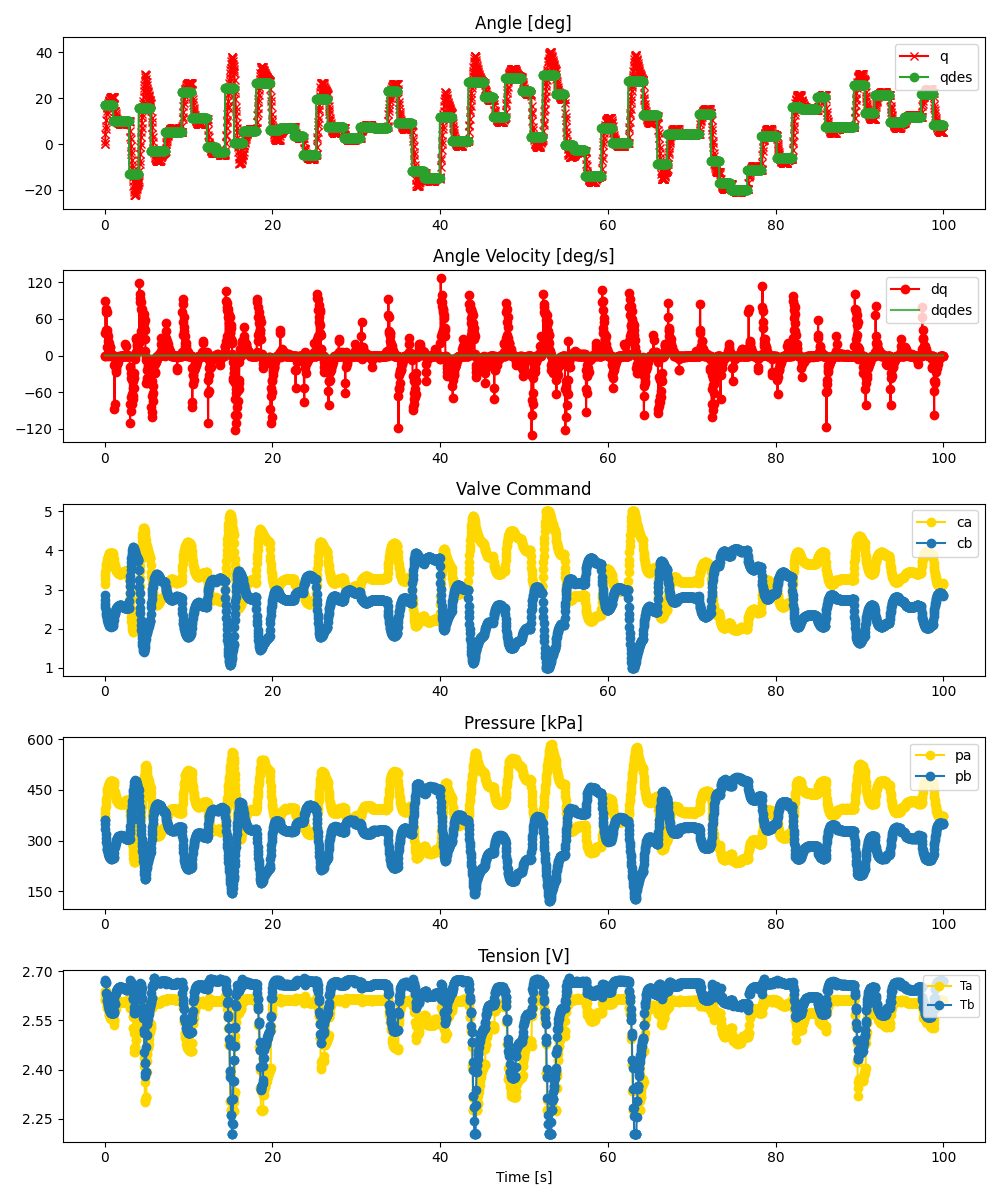 Angle [deg]
40
20
0
−20
q
qdes
0 20 40 60 80 100
Angle Velocity [deg/s]
120
60
0
−60
−120
dq
dqdes
0 20 40 60 80 100
Valve Command
5
4
3
2
1
ca
cb
0 20 40 60 80 100
Pressure [kPa]
600
450
300
150
pa
pb
0 20 40 60 80 100
Tension [V]
2.70
2.55
2.40
2.25
Ta
Tb
0 20 40 60 80 100
Time [s]